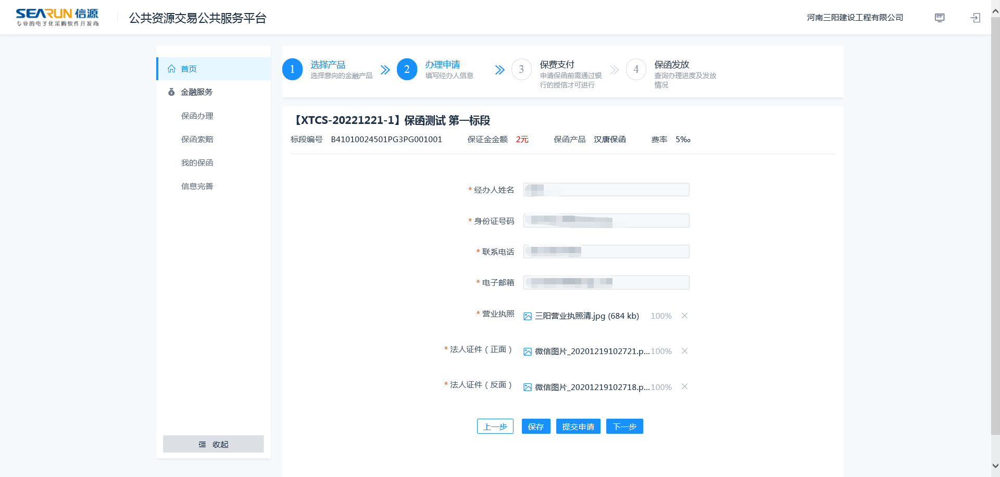 SEARUN 信源
专业的电子化采购软件开发商
公共资源交易公共服务平台
河南三阳建设工程有限公司
首页
金融服务
保函办理
保函索赔
我的保函
信息完善
收起
1 选择产品
选择意向的金融产品
2 办理申请
填写经办人信息
3 保费支付
申请保函前需通过银
行的授信才可进行
4 保函发放
查询办理进度及发放
情况
【XTCS-20221221-1】保函测试 第一标段
标段编号 B41010024501PG3PG001001 保证金金额 2元 保函产品 汉唐保函 费率 5‰
* 经办人姓名
* 身份证号码
* 联系电话
* 电子邮箱
* 营业执照 三阳营业执照清.jpg (684 kb) 100%
* 法人证件（正面） 微信图片_20201219102721.p... 100%
* 法人证件（反面） 微信图片_20201219102718.p... 100%
上一步 保存 提交申请 下一步